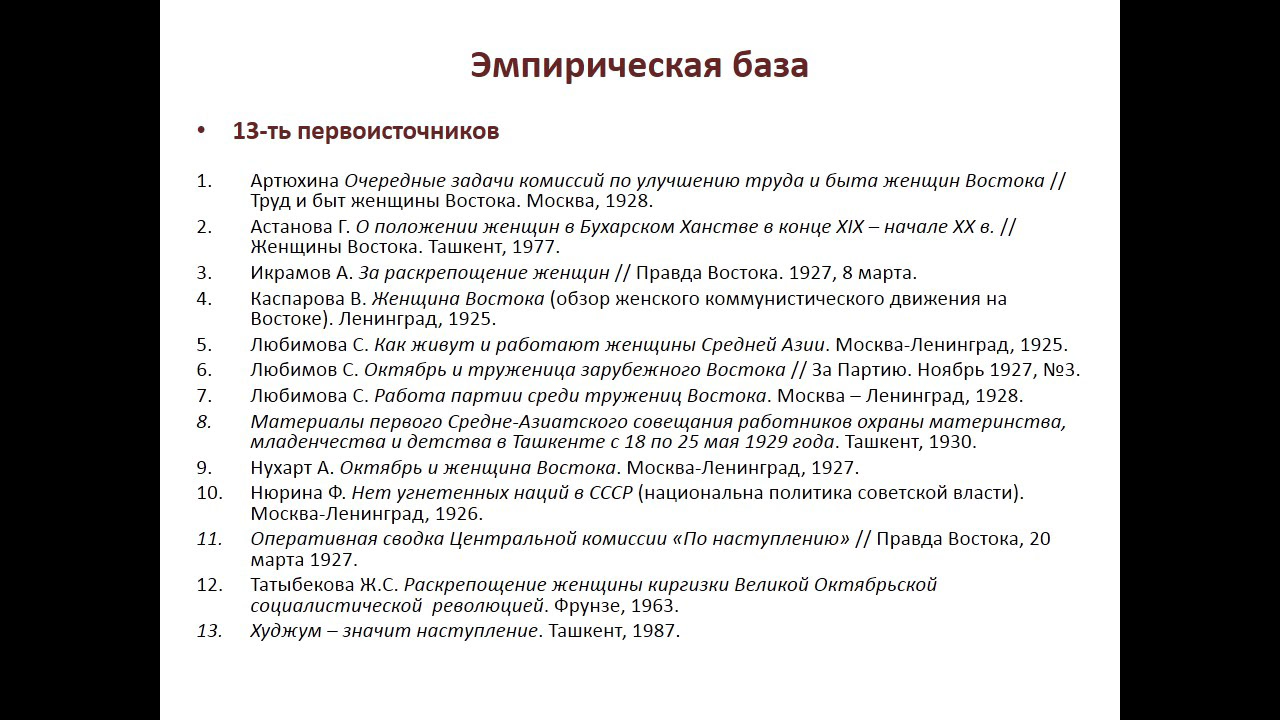 Эмпирическая база
• 13-ть первоисточников
1. Артюхина Очередные задачи комиссий по улучшению труда и быта женщин Востока //
Труд и быт женщины Востока. Москва, 1928.
2. Астанова Г. О положении женщин в Бухарском Ханстве в конце XIX – начале XX в. //
Женщины Востока. Ташкент, 1977.
3. Икрамов А. За раскрепощение женщин // Правда Востока. 1927, 8 марта.
4. Каспарова В. Женщина Востока (обзор женского коммунистического движения на
Востоке). Ленинград, 1925.
5. Любимова С. Как живут и работают женщины Средней Азии. Москва-Ленинград, 1925.
6. Любимов С. Октябрь и труженица зарубежного Востока // За Партию. Ноябрь 1927, №3.
7. Любимова С. Работа партии среди тружениц Востока. Москва – Ленинград, 1928.
8. Материалы первого Средне-Азиатского совещания работников охраны материнства,
младенчества и детства в Ташкенте с 18 по 25 мая 1929 года. Ташкент, 1930.
9. Нухарт А. Октябрь и женщина Востока. Москва-Ленинград, 1927.
10. Нюрина Ф. Нет угнетенных наций в СССР (национальна политика советской власти).
Москва-Ленинград, 1926.
11. Оперативная сводка Центральной комиссии «По наступлению» // Правда Востока, 20
марта 1927.
12. Татыбекова Ж.С. Раскрепощение женщины киргизки Великой Октябрьской
социалистической революцией. Фрунзе, 1963.
13. Худжум – значит наступление. Ташкент, 1987.